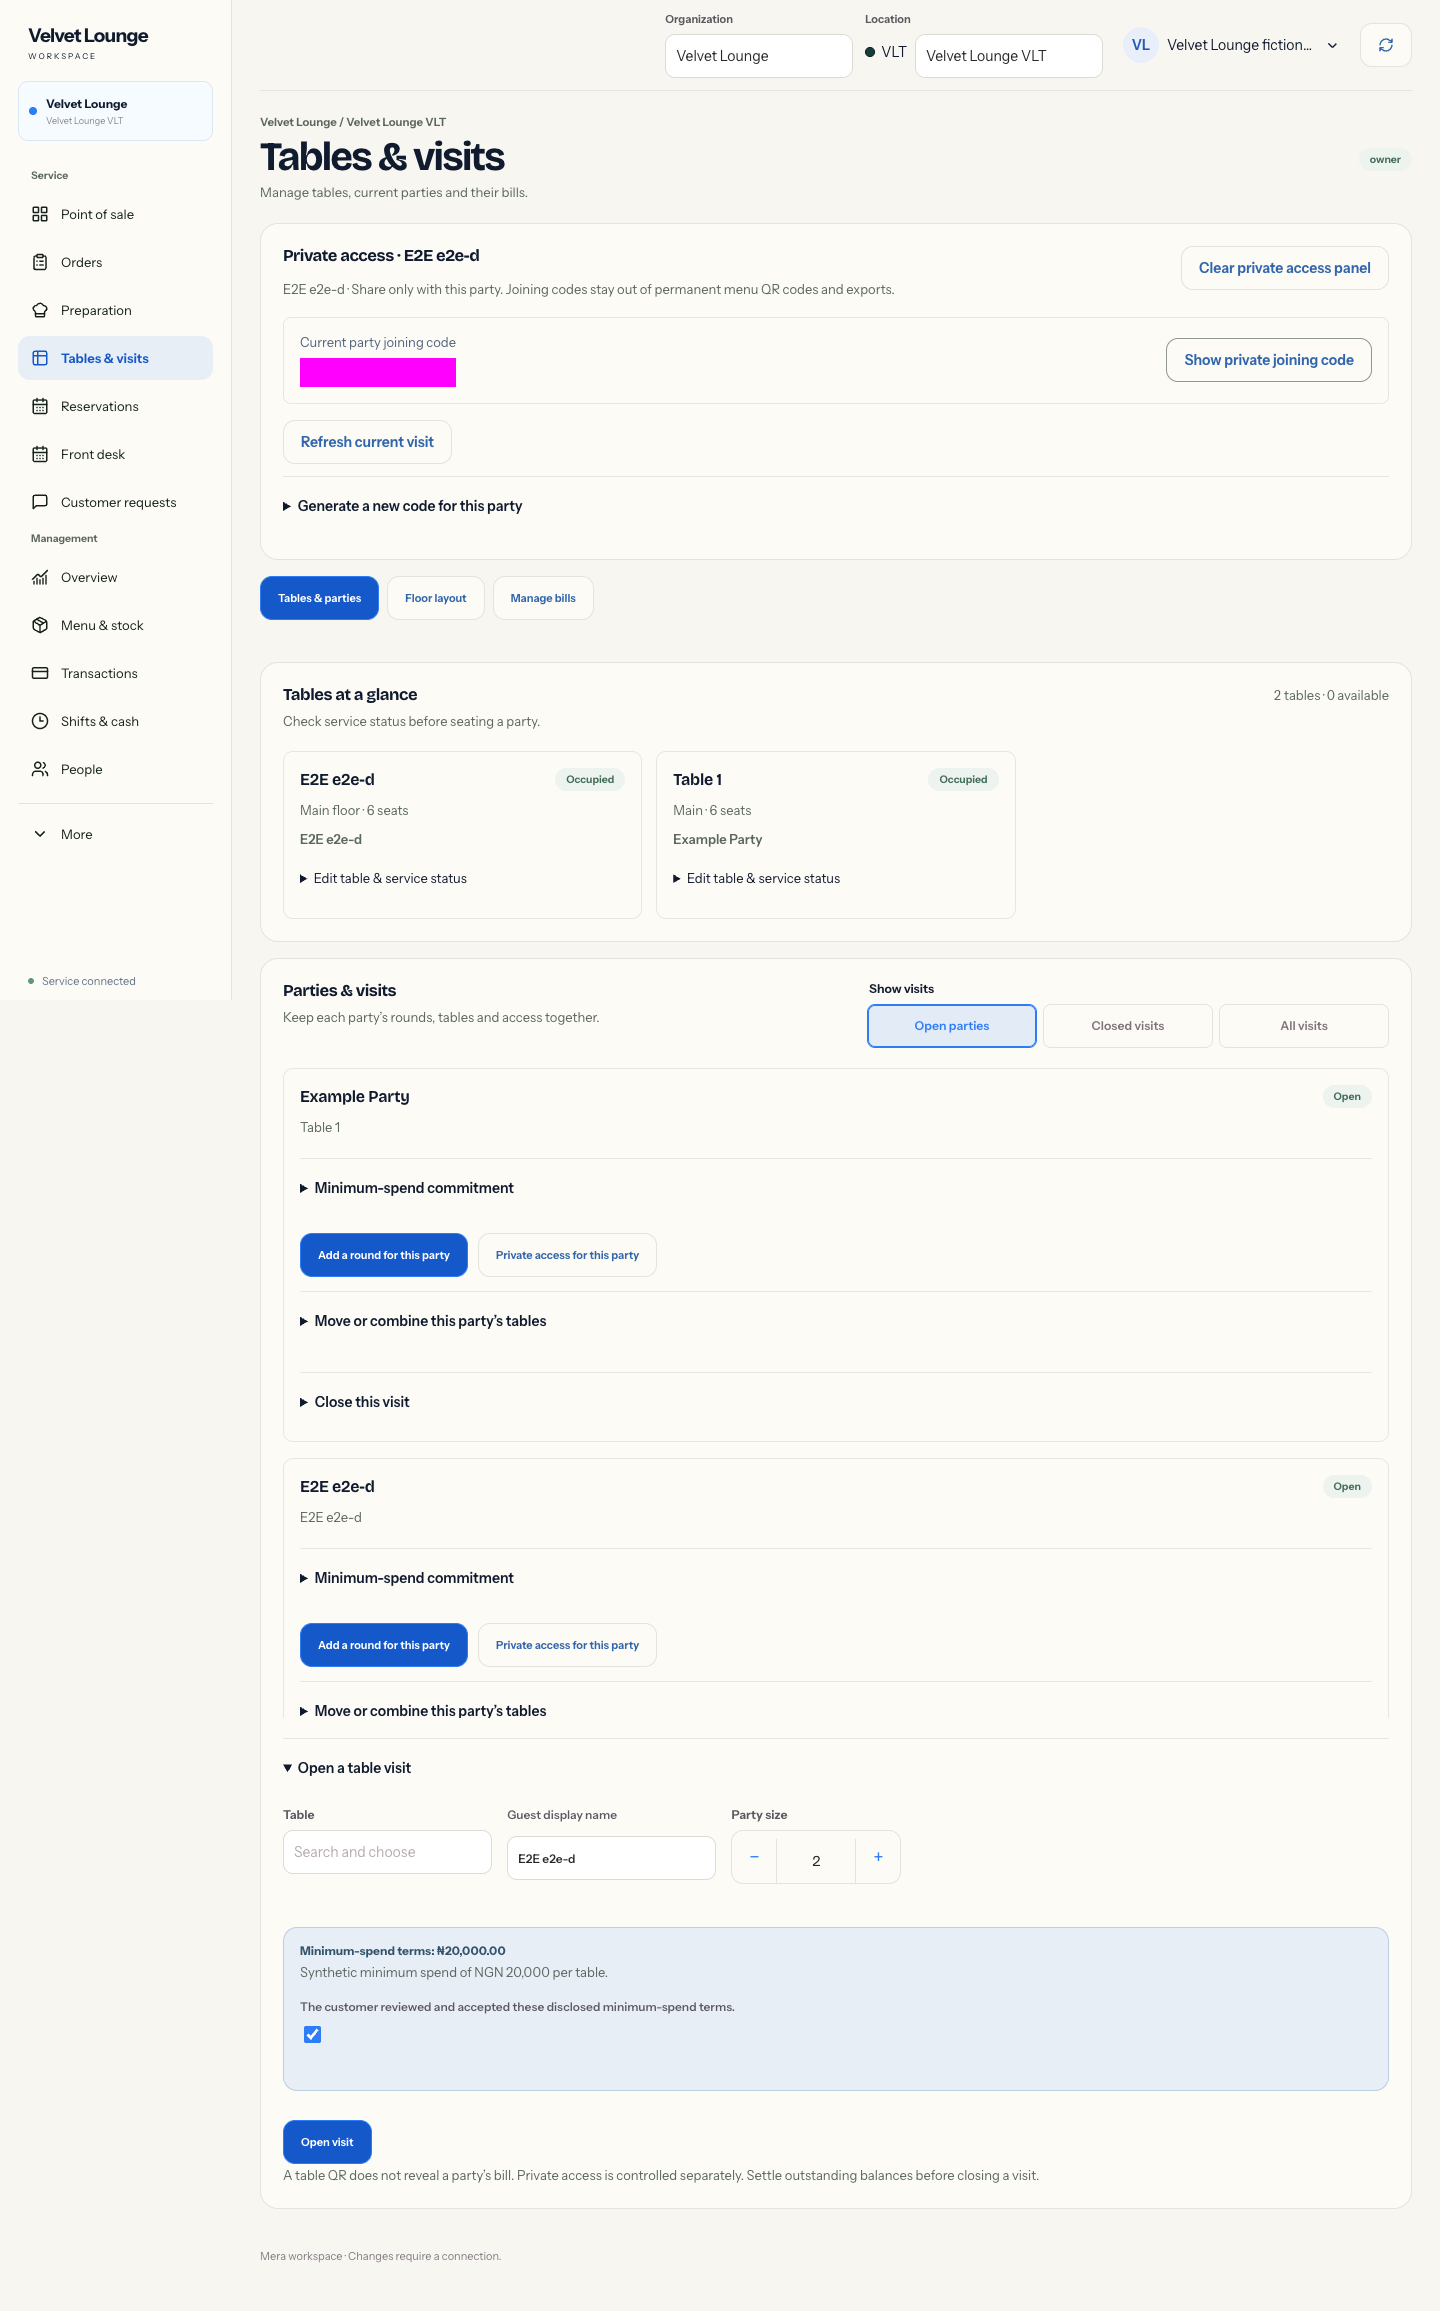 Velvet Lounge
WORKSPACE
Velvet Lounge
Velvet Lounge VLT
Service
Point of sale
Orders
Preparation
Tables & visits
Reservations
Front desk
Customer requests
Management
Overview
Menu & stock
Transactions
Shifts & cash
People
More
Service connected
Organization
Velvet Lounge
Location
VLT
Velvet Lounge VLT
VL
Velvet Lounge fiction...
Velvet Lounge / Velvet Lounge VLT
Tables & visits
owner
Manage tables, current parties and their bills.
Private access · E2E e2e-d
E2E e2e-d · Share only with this party. Joining codes stay out of permanent menu QR codes and exports.
Clear private access panel
Current party joining code
Show private joining code
Refresh current visit
Generate a new code for this party
Tables & parties
Floor layout
Manage bills
Tables at a glance
2 tables · 0 available
Check service status before seating a party.
E2E e2e-d
Occupied
Main floor · 6 seats
E2E e2e-d
Edit table & service status
Table 1
Occupied
Main · 6 seats
Example Party
Edit table & service status
Parties & visits
Keep each party's rounds, tables and access together.
Show visits
Open parties
Closed visits
All visits
Example Party
Open
Table 1
Minimum-spend commitment
Add a round for this party
Private access for this party
Move or combine this party's tables
Close this visit
E2E e2e-d
Open
E2E e2e-d
Minimum-spend commitment
Add a round for this party
Private access for this party
Move or combine this party's tables
Open a table visit
Table
Search and choose
Guest display name
E2E e2e-d
Party size
− 2 +
Minimum-spend terms: ₦20,000.00
Synthetic minimum spend of NGN 20,000 per table.
The customer reviewed and accepted these disclosed minimum-spend terms.
Open visit
A table QR does not reveal a party's bill. Private access is controlled separately. Settle outstanding balances before closing a visit.
Mera workspace · Changes require a connection.